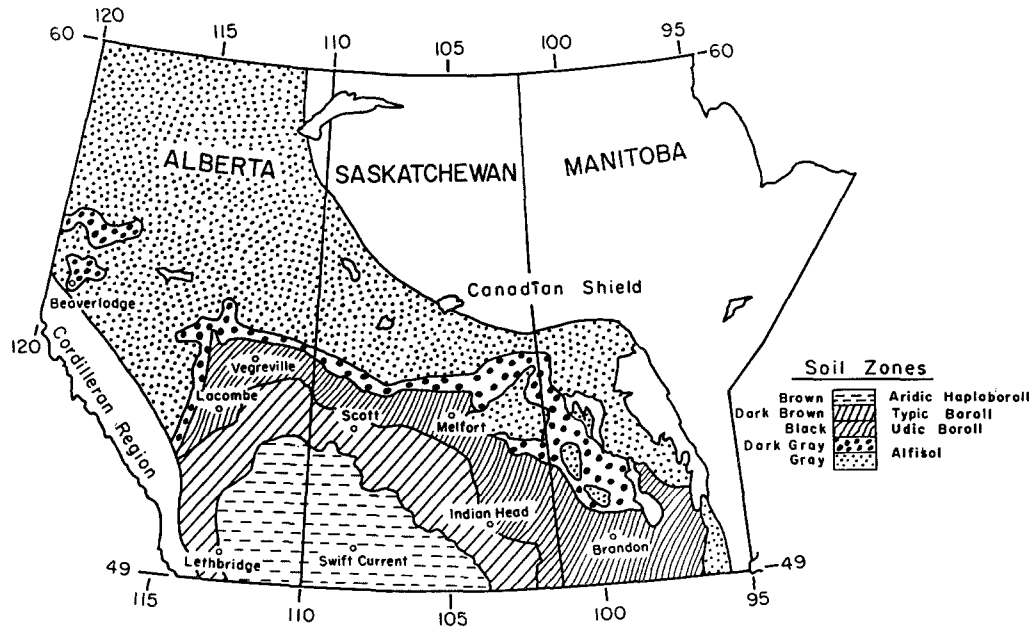 120
60
115
110
105
100
95
60
ALBERTA
SASKATCHEWAN
MANITOBA
Canadian Shield
Beaverlodge
120
Cordilleran Region
Vegreville
Lacombe
Scott
Melfort
Indian Head
Brandon
Lethbridge
Swift Current
49
49
115
110
105
100
95
Soil Zones
Brown Aridic Haploboroll
Dark Brown Typic Boroll
Black Udic Boroll
Dark Gray Alfisol
Gray